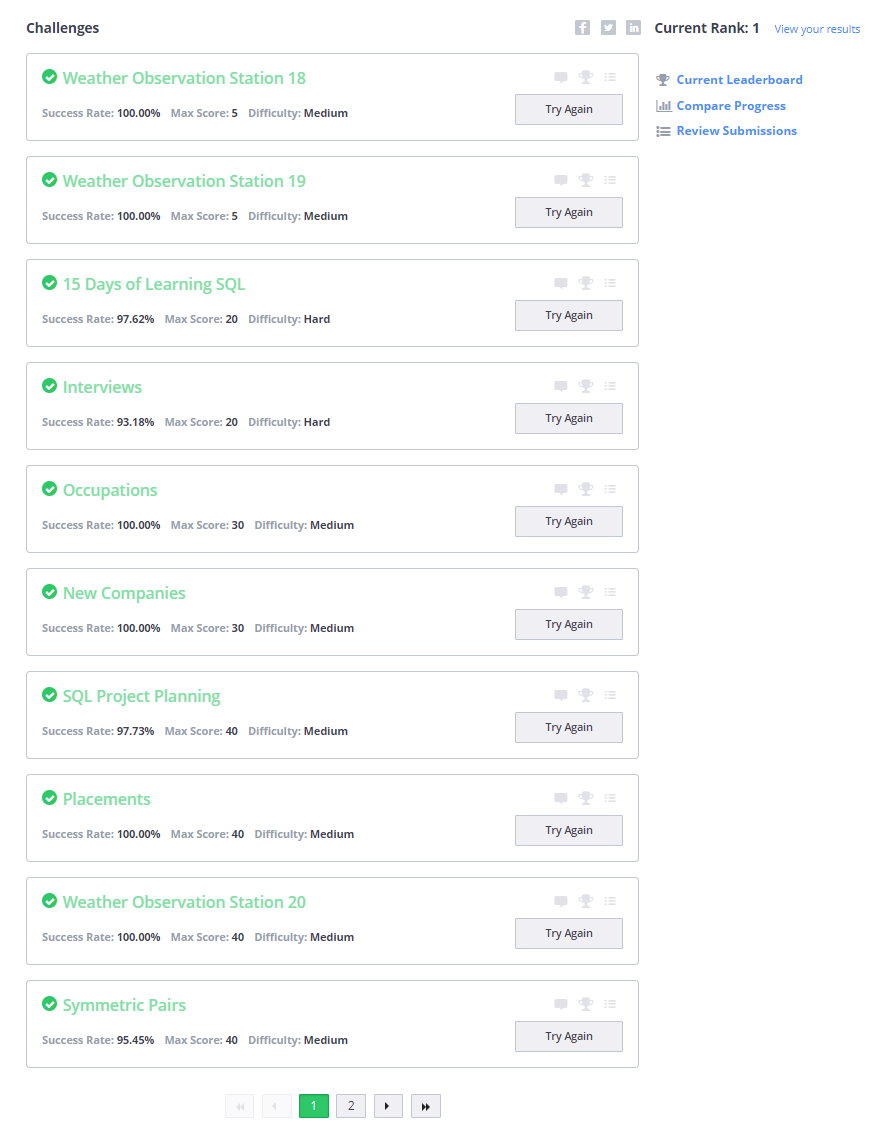 Challenges
Current Rank: 1 View your results
Weather Observation Station 18
Success Rate: 100.00% Max Score: 5 Difficulty: Medium
Try Again
Current Leaderboard
Compare Progress
Review Submissions
Weather Observation Station 19
Success Rate: 100.00% Max Score: 5 Difficulty: Medium
Try Again
15 Days of Learning SQL
Success Rate: 97.62% Max Score: 20 Difficulty: Hard
Try Again
Interviews
Success Rate: 93.18% Max Score: 20 Difficulty: Hard
Try Again
Occupations
Success Rate: 100.00% Max Score: 30 Difficulty: Medium
Try Again
New Companies
Success Rate: 100.00% Max Score: 30 Difficulty: Medium
Try Again
SQL Project Planning
Success Rate: 97.73% Max Score: 40 Difficulty: Medium
Try Again
Placements
Success Rate: 100.00% Max Score: 40 Difficulty: Medium
Try Again
Weather Observation Station 20
Success Rate: 100.00% Max Score: 40 Difficulty: Medium
Try Again
Symmetric Pairs
Success Rate: 95.45% Max Score: 40 Difficulty: Medium
Try Again
1 2